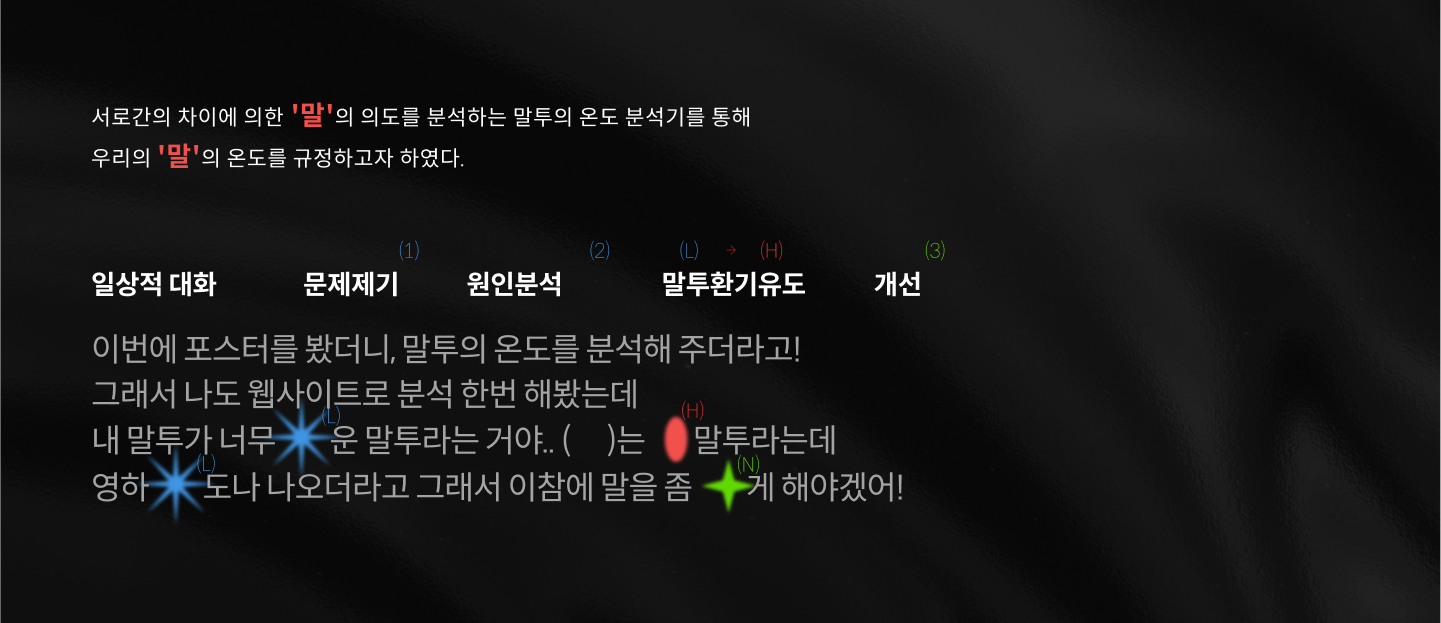 서로간의 차이에 의한 '말'의 의도를 분석하는 말투의 온도 분석기를 통해
우리의 '말'의 온도를 규정하고자 하였다.
(1) (2) (L) → (H) (3)
일상적 대화 문제제기 원인분석 말투환기유도 개선
이번에 포스터를 봤더니, 말투의 온도를 분석해 주더라고!
그래서 나도 웹사이트로 분석 한번 해봤는데
내 말투가 너무 (L) 운 말투라는 거야.. ( )는 (H) 말투라는데
영하 (L) 도나 나오더라고 그래서 이참에 말을 좀 (N) 게 해야겠어!